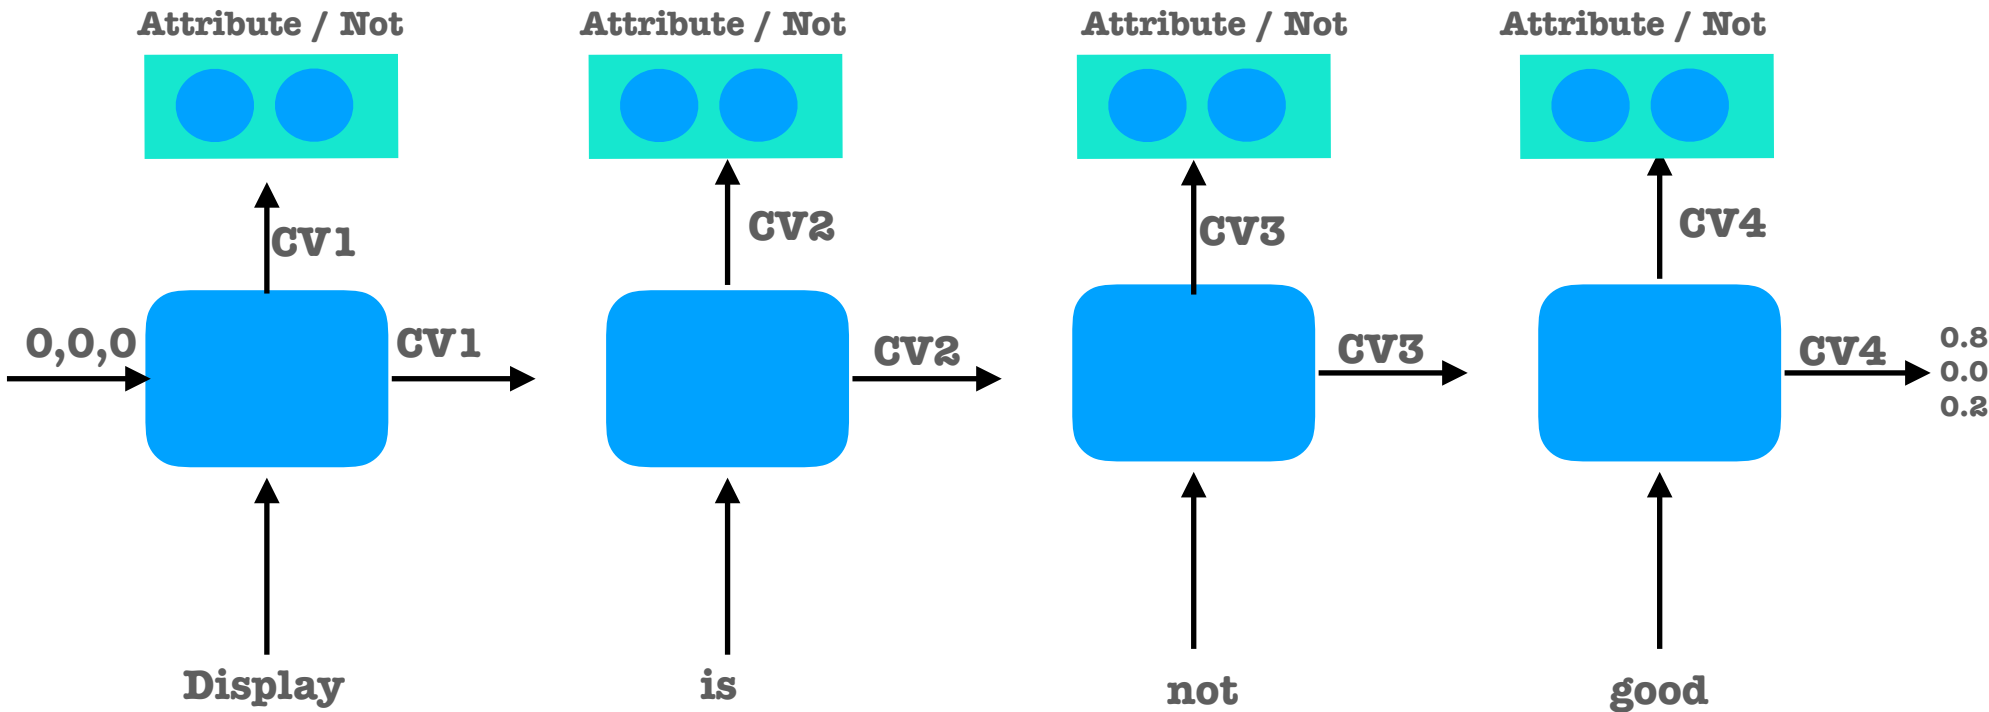 Attribute / Not Attribute / Not Attribute / Not Attribute / Not
CV1 CV2 CV3 CV4
0,0,0 CV1 CV2 CV3 CV4 0.8
0.0
0.2
Display is not good